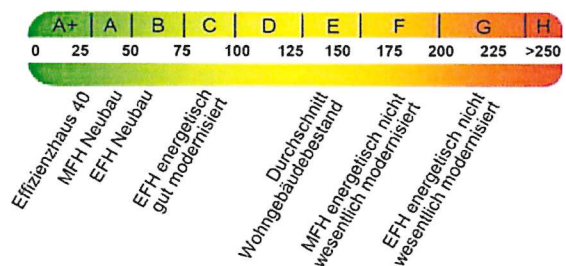 A+ A B C D E F G H
0 25 50 75 100 125 150 175 200 225 >250
Effizienzhaus 40
MFH Neubau
EFH Neubau
EFH energetisch
gut modernisiert
Durchschnitt
Wohngebäudebestand
MFH energetisch nicht
wesentlich modernisiert
EFH energetisch nicht
wesentlich modernisiert